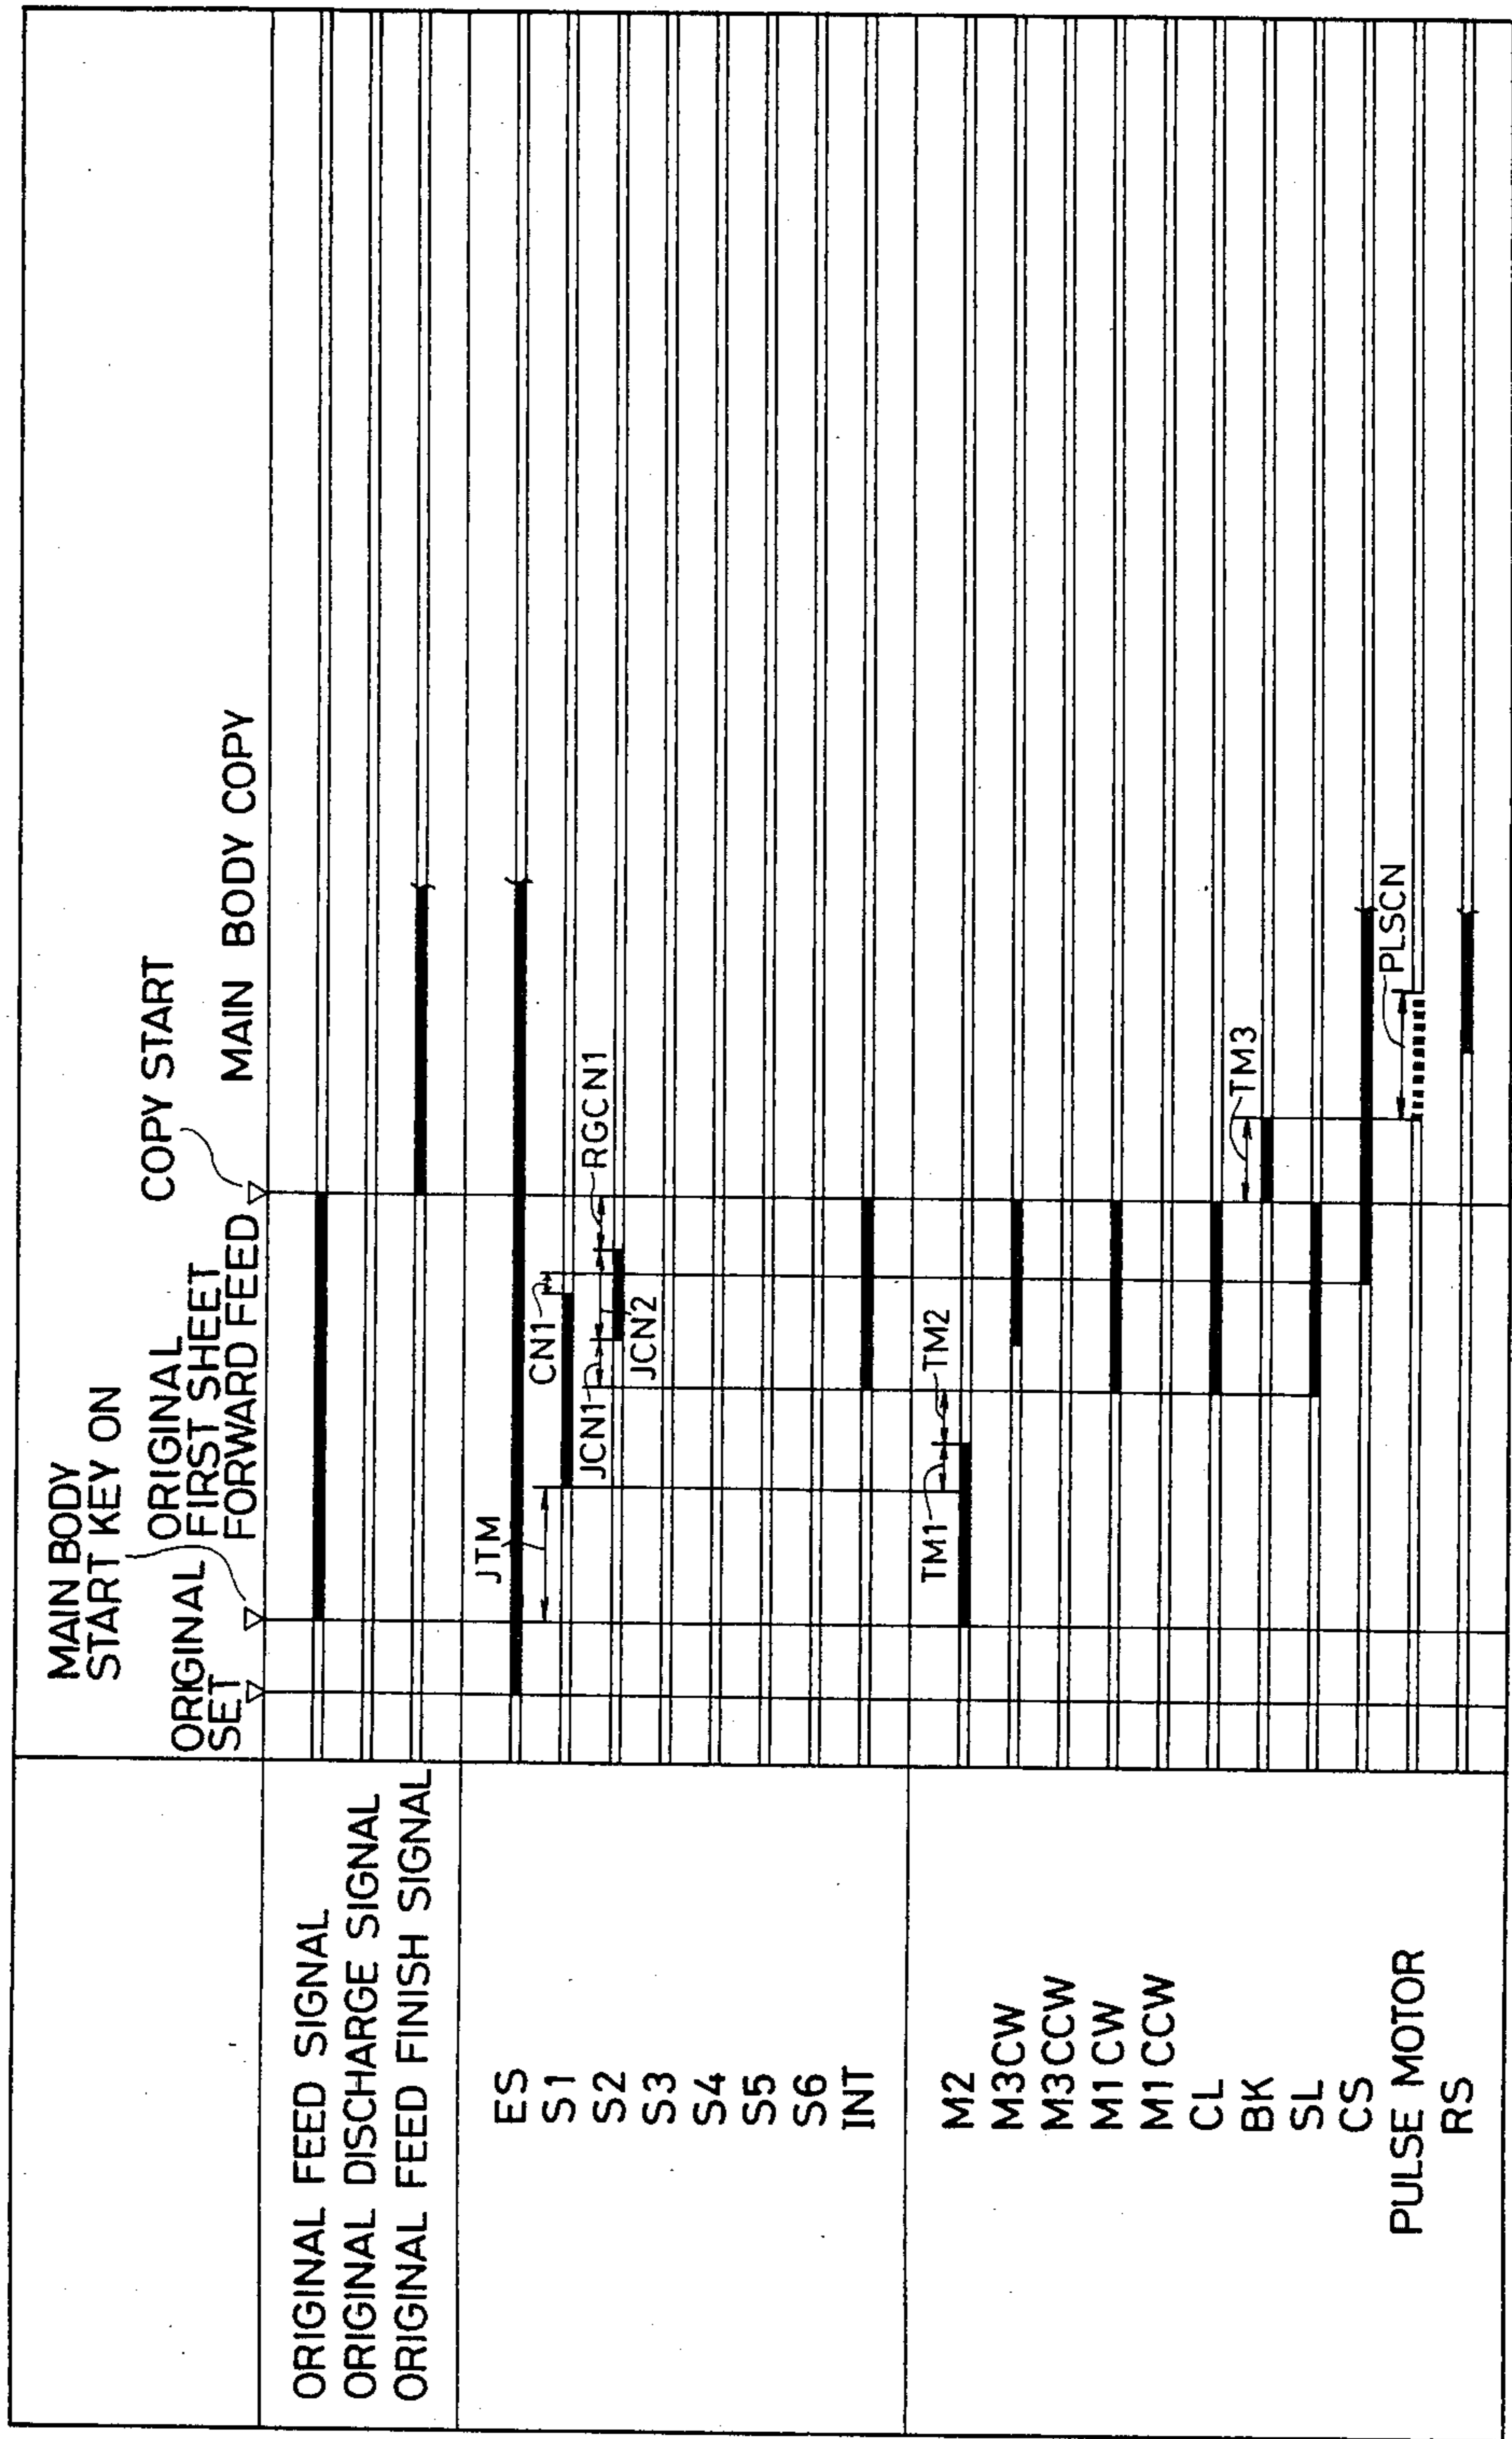 MAIN BODY
START KEY ON
ORIGINAL
SET
ORIGINAL
FIRST SHEET
FORWARD FEED
COPY START
MAIN BODY COPY
ORIGINAL FEED SIGNAL
ORIGINAL DISCHARGE SIGNAL
ORIGINAL FEED FINISH SIGNAL
ES
JTM
S1
CN1
S2
JCN1
JCN2
RGCN1
S3
S4
S5
S6
INT
M2
TM1
TM2
M3CW
M3CCW
M1CW
M1CCW
CL
BK
TM3
SL
CS
PULSE MOTOR
PLSCN
RS